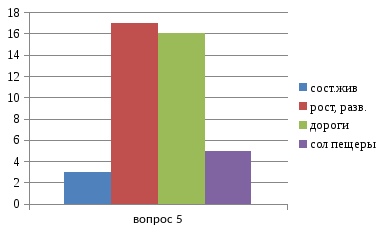 18
16
14
12
10
8
6
4
2
0
вопрос 5
сост.жив
рост, разв.
дороги
сол пещеры